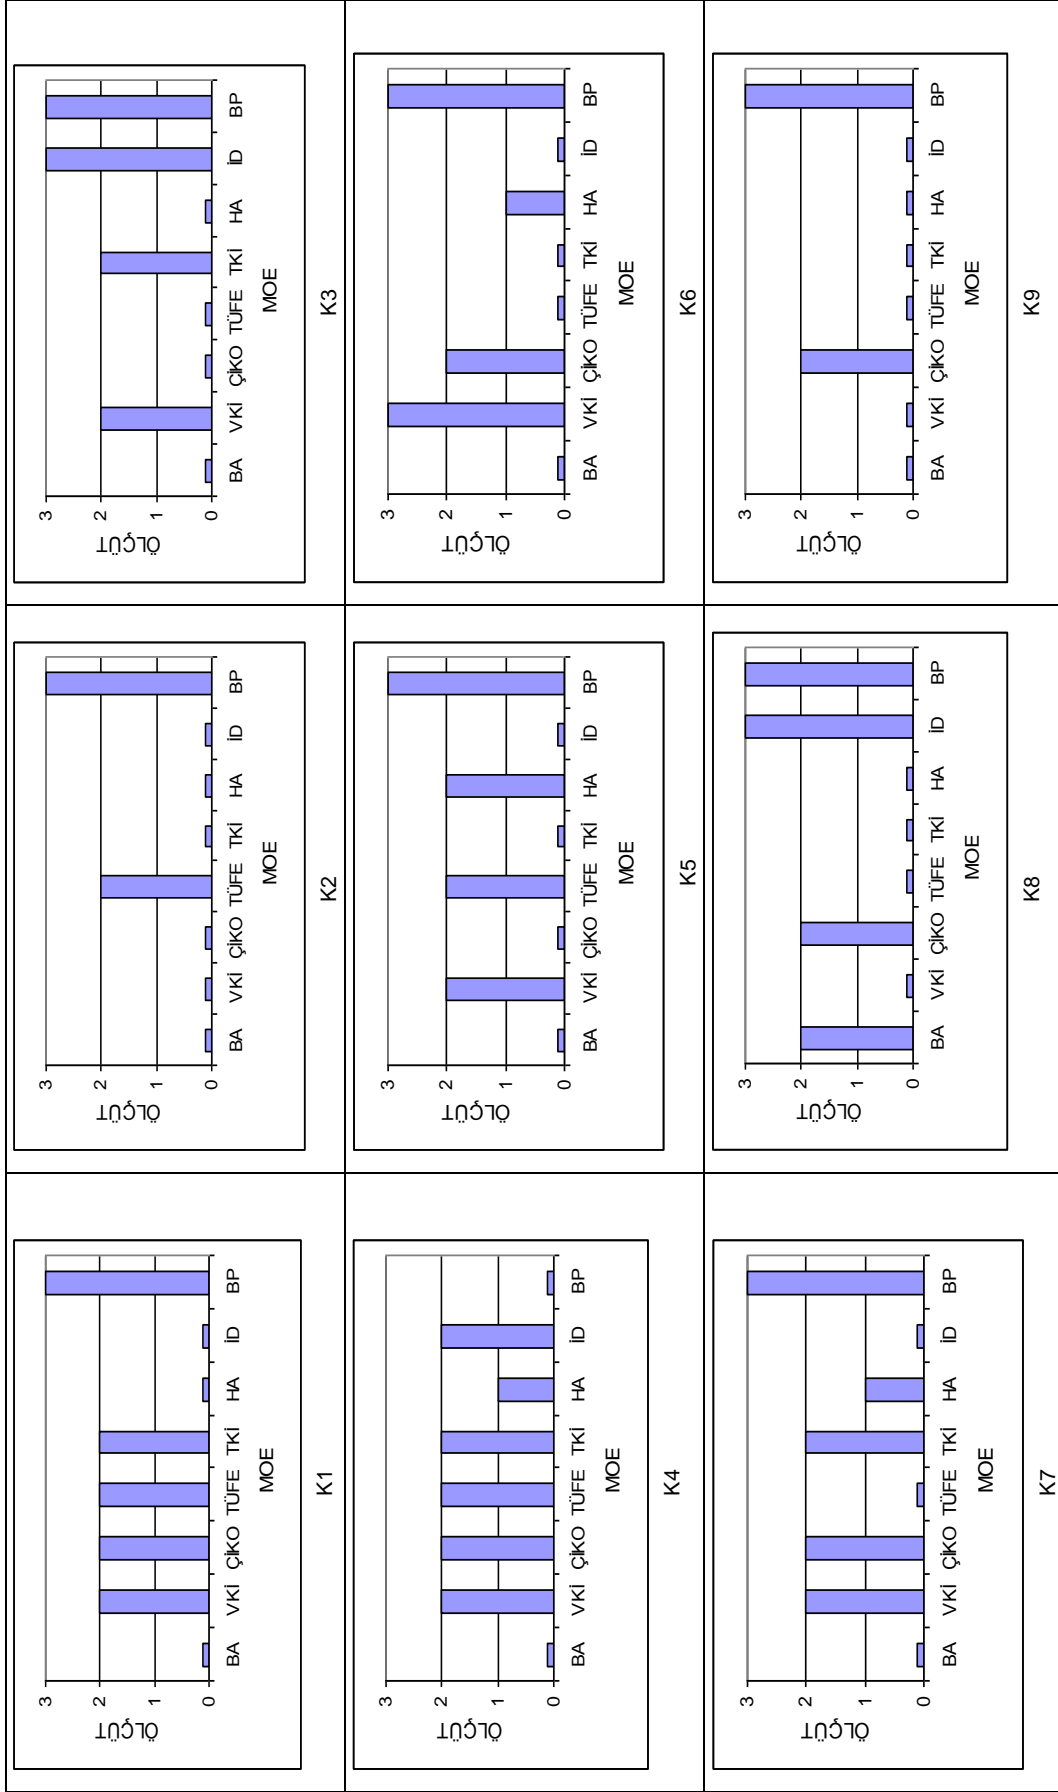 3
2
1
0
ÖLÇÜT
BA VKİ ÇİKO TÜFE TKİ HA İD BP
MOE
K1
3
2
1
0
ÖLÇÜT
BA VKİ ÇİKO TÜFE TKİ HA İD BP
MOE
K2
3
2
1
0
ÖLÇÜT
BA VKİ ÇİKO TÜFE TKİ HA İD BP
MOE
K3
3
2
1
0
ÖLÇÜT
BA VKİ ÇİKO TÜFE TKİ HA İD BP
MOE
K4
3
2
1
0
ÖLÇÜT
BA VKİ ÇİKO TÜFE TKİ HA İD BP
MOE
K5
3
2
1
0
ÖLÇÜT
BA VKİ ÇİKO TÜFE TKİ HA İD BP
MOE
K6
3
2
1
0
ÖLÇÜT
BA VKİ ÇİKO TÜFE TKİ HA İD BP
MOE
K7
3
2
1
0
ÖLÇÜT
BA VKİ ÇİKO TÜFE TKİ HA İD BP
MOE
K8
3
2
1
0
ÖLÇÜT
BA VKİ ÇİKO TÜFE TKİ HA İD BP
MOE
K9